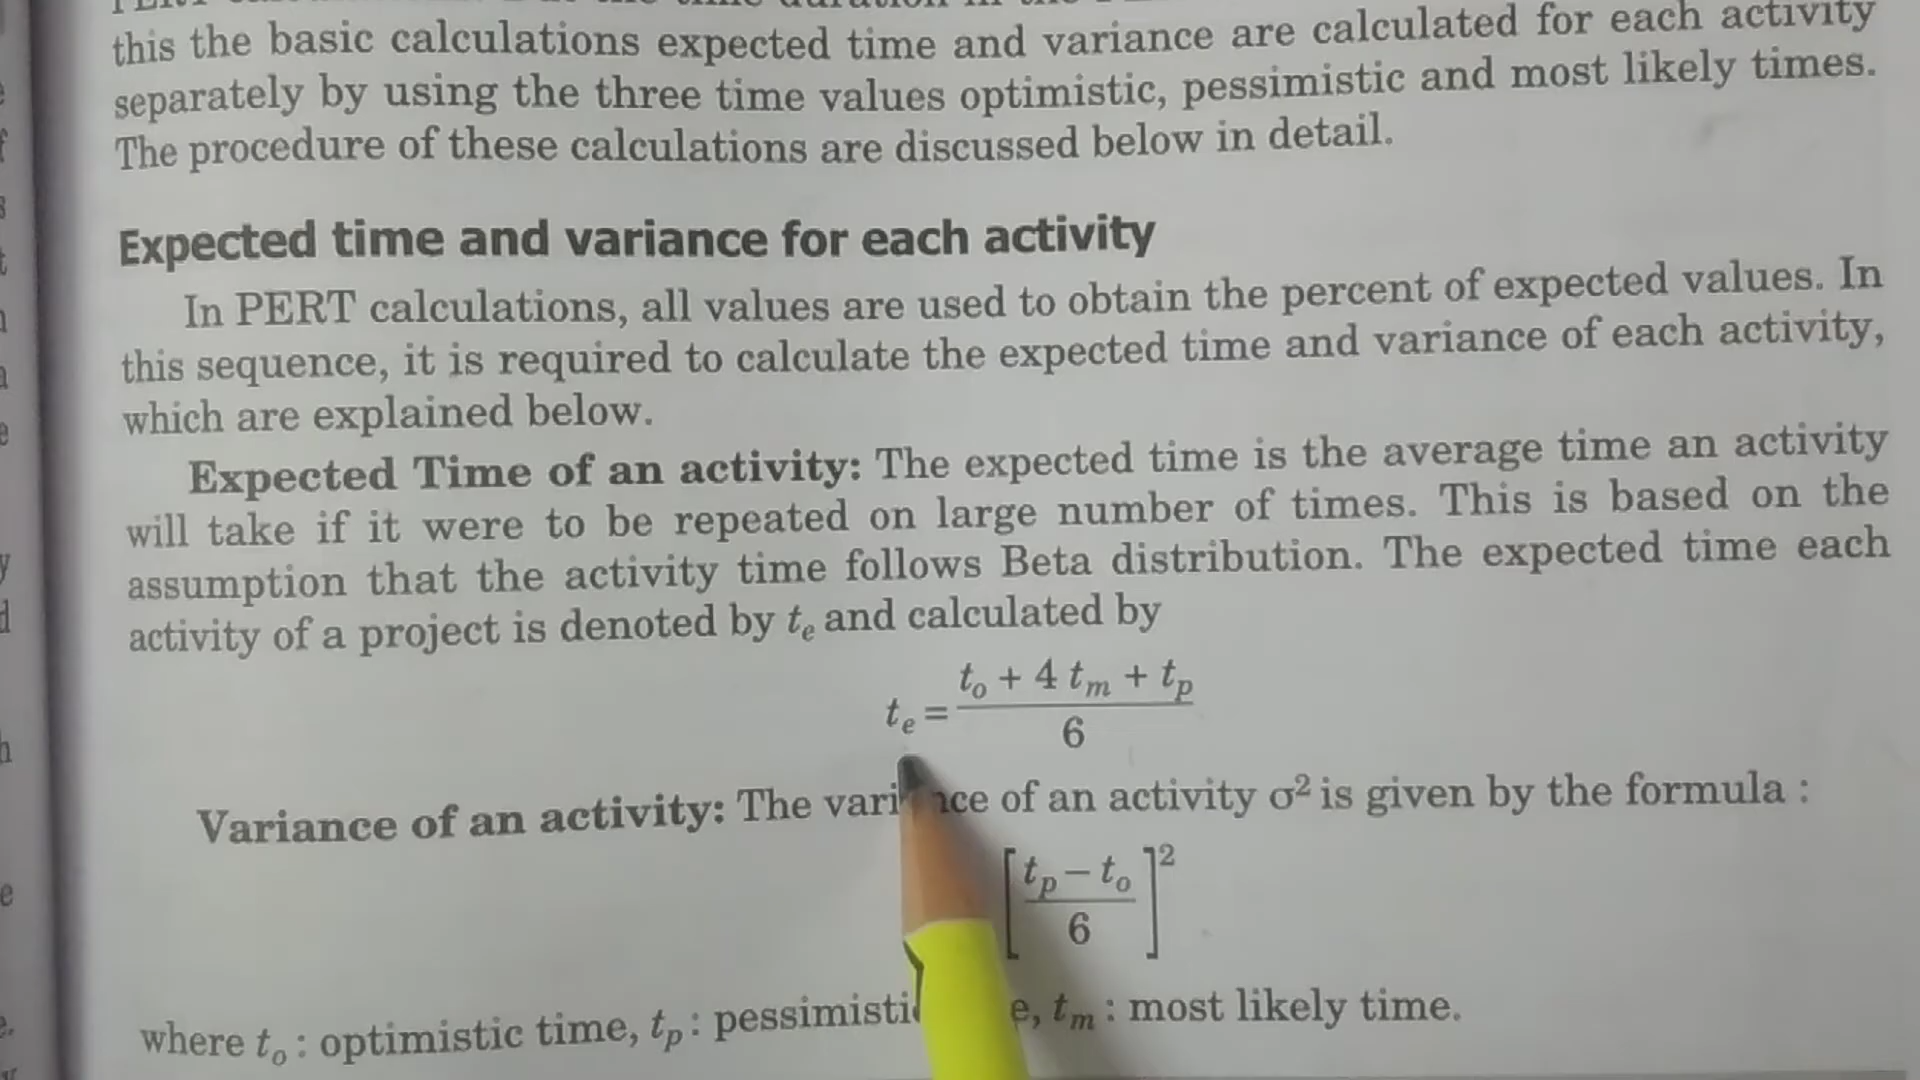 this the basic calculations expected time and variance are calculated for each activity
separately by using the three time values optimistic, pessimistic and most likely times.
The procedure of these calculations are discussed below in detail.
Expected time and variance for each activity
In PERT calculations, all values are used to obtain the percent of expected values. In
this sequence, it is required to calculate the expected time and variance of each activity,
which are explained below.
Expected Time of an activity: The expected time is the average time an activity
will take if it were to be repeated on large number of times. This is based on the
assumption that the activity time follows Beta distribution. The expected time each
activity of a project is denoted by tₑ and calculated by
tₑ = (tₒ + 4 tₘ + tₚ) / 6
Variance of an activity: The of an activity σ² is given by the formula :
[(tₚ − tₒ) / 6]²
where tₒ : optimistic time, tₚ : tₘ : most likely time.